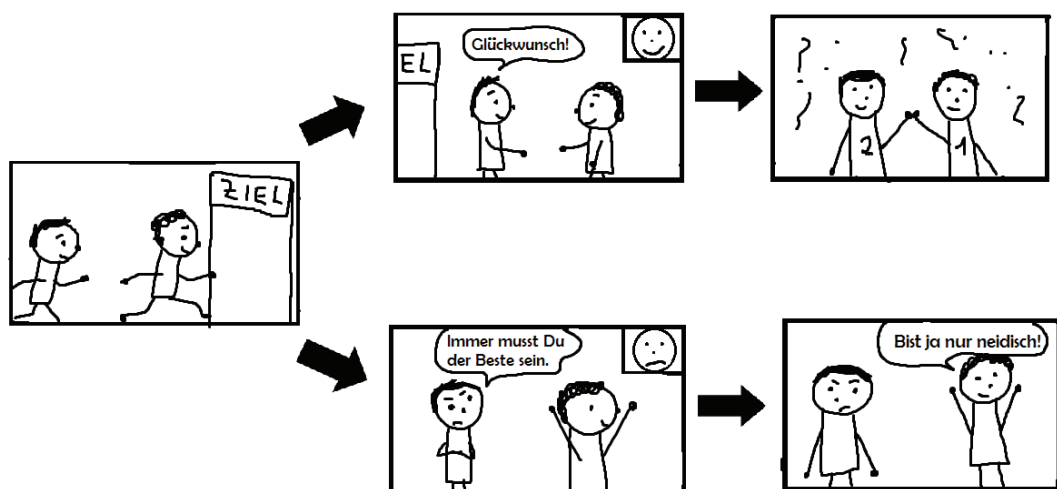 ZIEL
EL
Glückwunsch!
2
1
Immer musst Du
der Beste sein.
Bist ja nur neidisch!